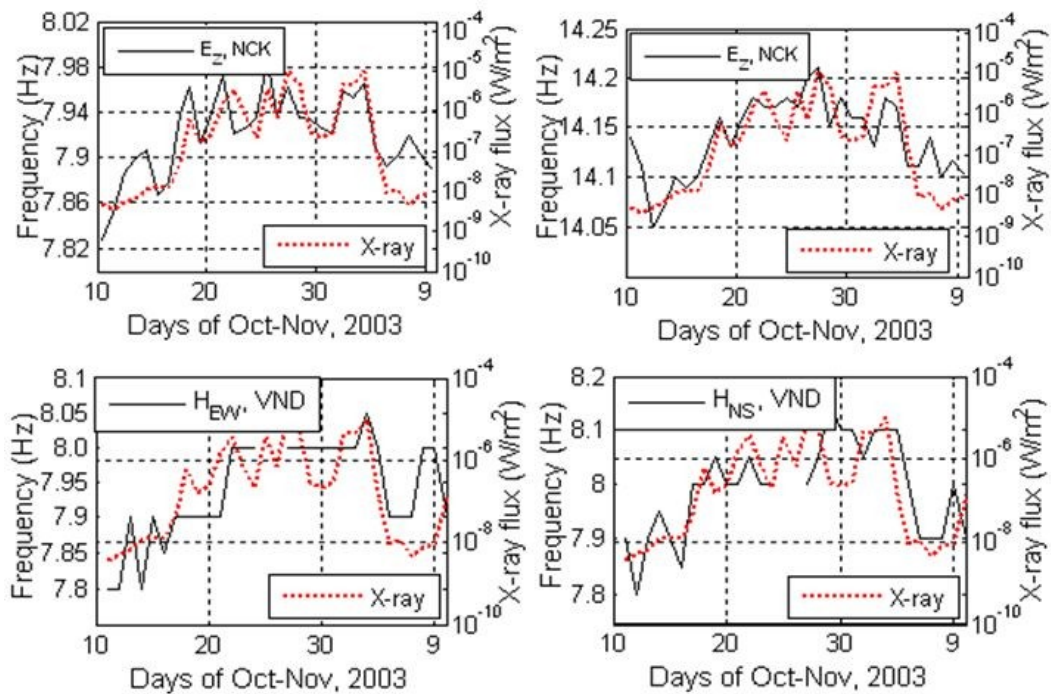 8.02
7.98
7.94
7.9
7.86
7.82
Frequency (Hz)
E_Z, NCK
X-ray
10^-4
10^-5
10^-6
10^-7
10^-8
10^-9
10^-10
X-ray flux (W/m^2)
10 20 30 9
Days of Oct-Nov, 2003
14.25
14.2
14.15
14.1
14.05
Frequency (Hz)
E_Z, NCK
X-ray
10^-4
10^-5
10^-6
10^-7
10^-8
10^-9
10^-10
X-ray flux (W/m^2)
10 20 30 9
Days of Oct-Nov, 2003
8.1
8.05
8.0
7.95
7.9
7.85
7.8
Frequency (Hz)
H_EW, VND
X-ray
10^-4
10^-6
10^-8
10^-10
X-ray flux (W/m^2)
10 20 30 9
Days of Oct-Nov, 2003
8.2
8.1
8
7.9
7.8
Frequency (Hz)
H_NS, VND
X-ray
10^-4
10^-6
10^-8
10^-10
X-ray flux (W/m^2)
10 20 30 9
Days of Oct-Nov, 2003